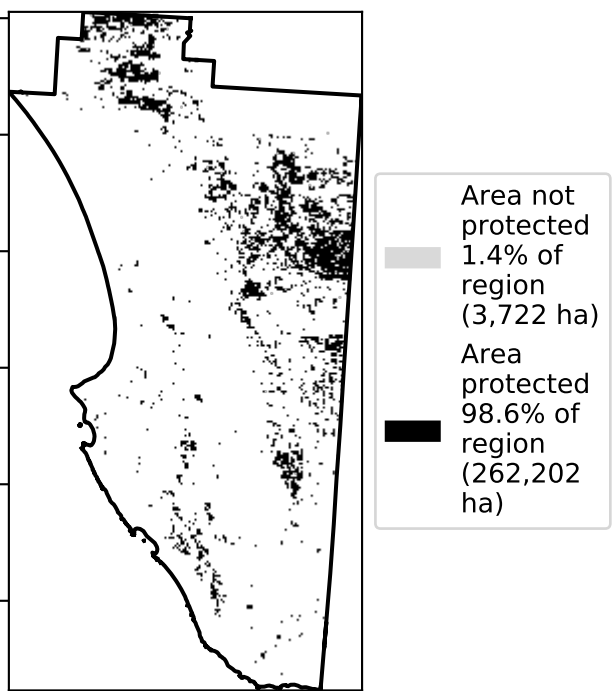 Area not
protected
1.4% of
region
(3,722 ha)
Area
protected
98.6% of
region
(262,202
ha)